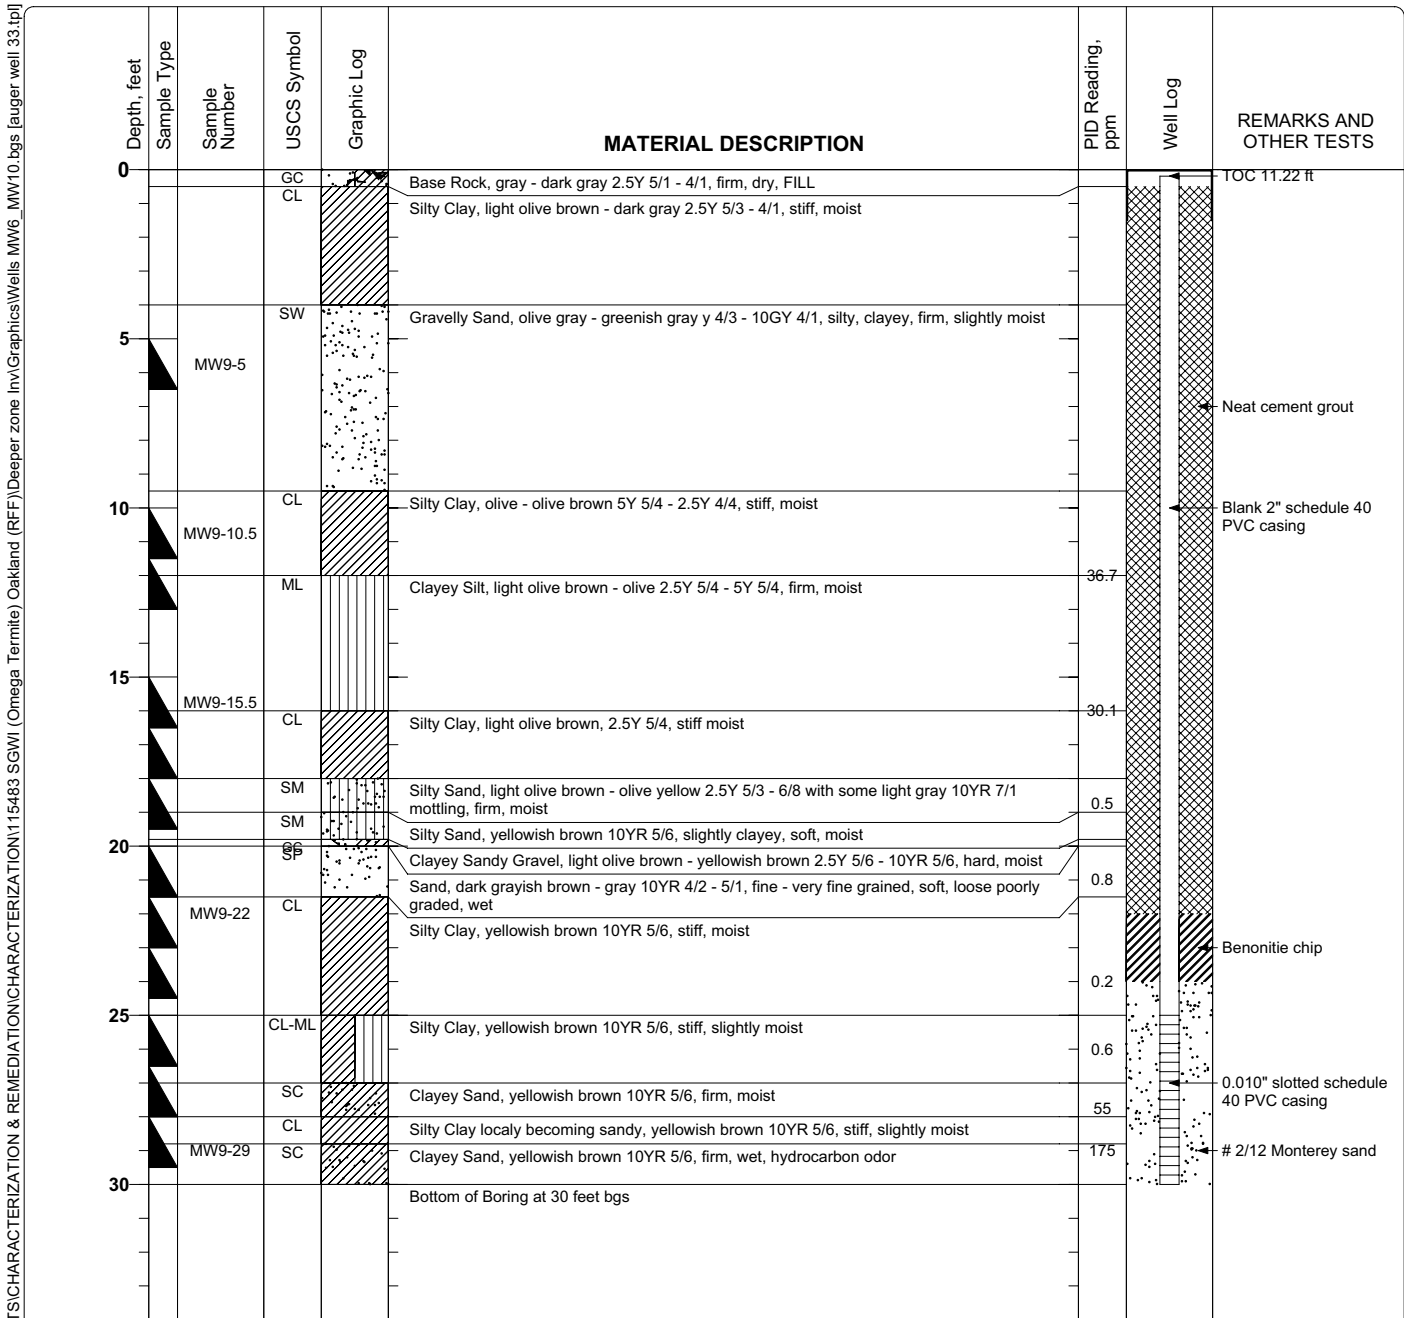 TS\CHARACTERIZATION & REMEDIATION\CHARACTERIZATION\115483 SGWI (Omega Termite) Oakland (RFF)\Deeper zone Inv\Graphics\Wells MW6_MW10.bgs [auger well 33.tpl]
Depth, feet
Sample Type
Sample
Number
USCS Symbol
Graphic Log
MATERIAL DESCRIPTION
PID Reading,
ppm
Well Log
REMARKS AND
OTHER TESTS
0
GC
Base Rock, gray - dark gray 2.5Y 5/1 - 4/1, firm, dry, FILL
TOC 11.22 ft
CL
Silty Clay, light olive brown - dark gray 2.5Y 5/3 - 4/1, stiff, moist
SW
Gravelly Sand, olive gray - greenish gray y 4/3 - 10GY 4/1, silty, clayey, firm, slightly moist
5
MW9-5
Neat cement grout
CL
Silty Clay, olive - olive brown 5Y 5/4 - 2.5Y 4/4, stiff, moist
10
Blank 2" schedule 40
PVC casing
MW9-10.5
ML
Clayey Silt, light olive brown - olive 2.5Y 5/4 - 5Y 5/4, firm, moist
36.7
15
MW9-15.5
30.1
CL
Silty Clay, light olive brown, 2.5Y 5/4, stiff moist
SM
Silty Sand, light olive brown - olive yellow 2.5Y 5/3 - 6/8 with some light gray 10YR 7/1
mottling, firm, moist
0.5
SM
Silty Sand, yellowish brown 10YR 5/6, slightly clayey, soft, moist
20
GC
SP
Clayey Sandy Gravel, light olive brown - yellowish brown 2.5Y 5/6 - 10YR 5/6, hard, moist
0.8
Sand, dark grayish brown - gray 10YR 4/2 - 5/1, fine - very fine grained, soft, loose poorly
graded, wet
CL
MW9-22
Silty Clay, yellowish brown 10YR 5/6, stiff, moist
Benonitie chip
0.2
25
CL-ML
Silty Clay, yellowish brown 10YR 5/6, stiff, slightly moist
0.6
0.010" slotted schedule
40 PVC casing
SC
Clayey Sand, yellowish brown 10YR 5/6, firm, moist
55
CL
Silty Clay localy becoming sandy, yellowish brown 10YR 5/6, stiff, slightly moist
MW9-29
SC
Clayey Sand, yellowish brown 10YR 5/6, firm, wet, hydrocarbon odor
175
# 2/12 Monterey sand
30
Bottom of Boring at 30 feet bgs